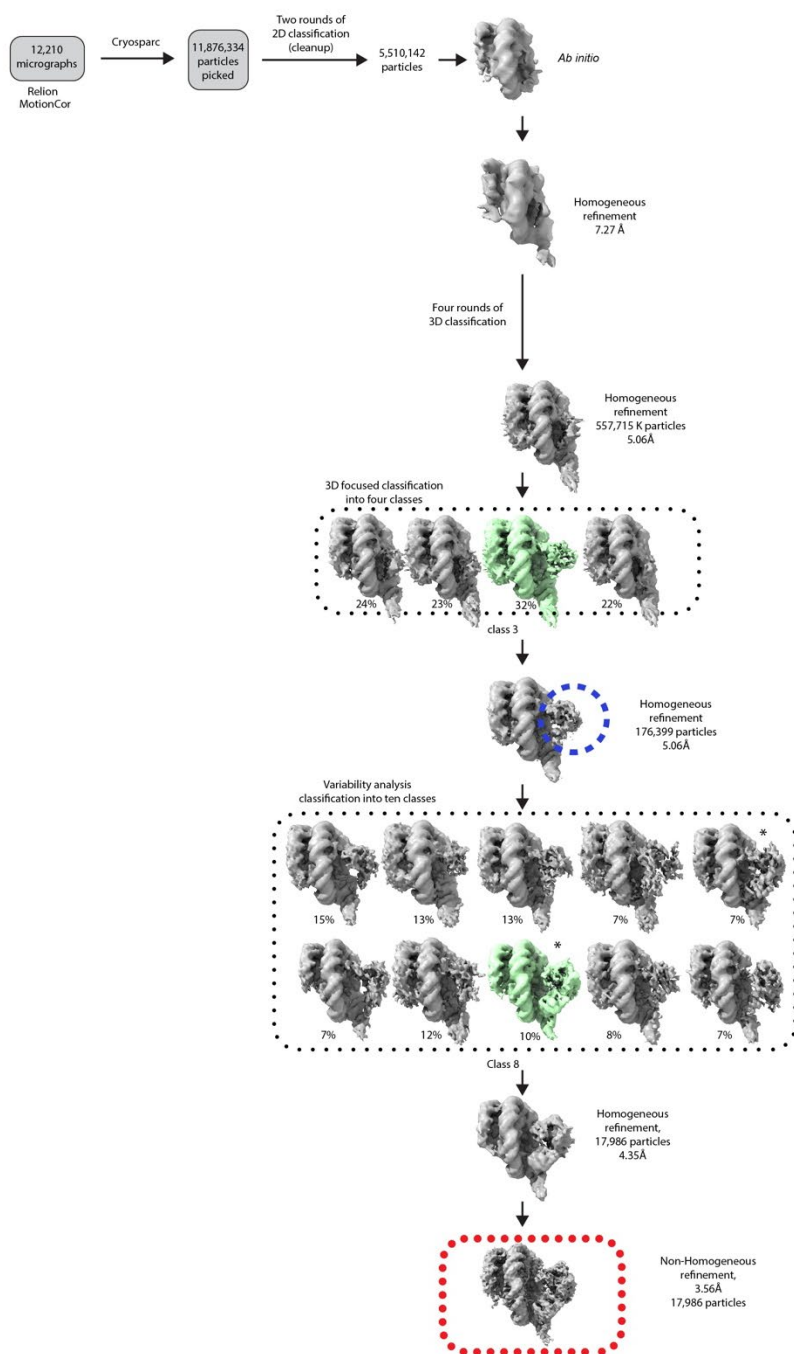 12,210
micrographs
Relion
MotionCor
Cryosparc
11,876,334
particles
picked
Two rounds of
2D classification
(cleanup)
5,510,142
particles
Ab initio
Homogeneous
refinement
7.27 Å
Four rounds of
3D classification
Homogeneous
refinement
557,715 K particles
5.06Å
3D focused classification
into four classes
24%
23%
32%
22%
class 3
Homogeneous
refinement
176,399 particles
5.06Å
Variability analysis
classification into ten classes
*
15%
13%
13%
7%
7%
*
7%
12%
10%
8%
7%
Class 8
Homogeneous
refinement,
17,986 particles
4.35Å
Non-Homogeneous
refinement,
3.56Å
17,986 particles